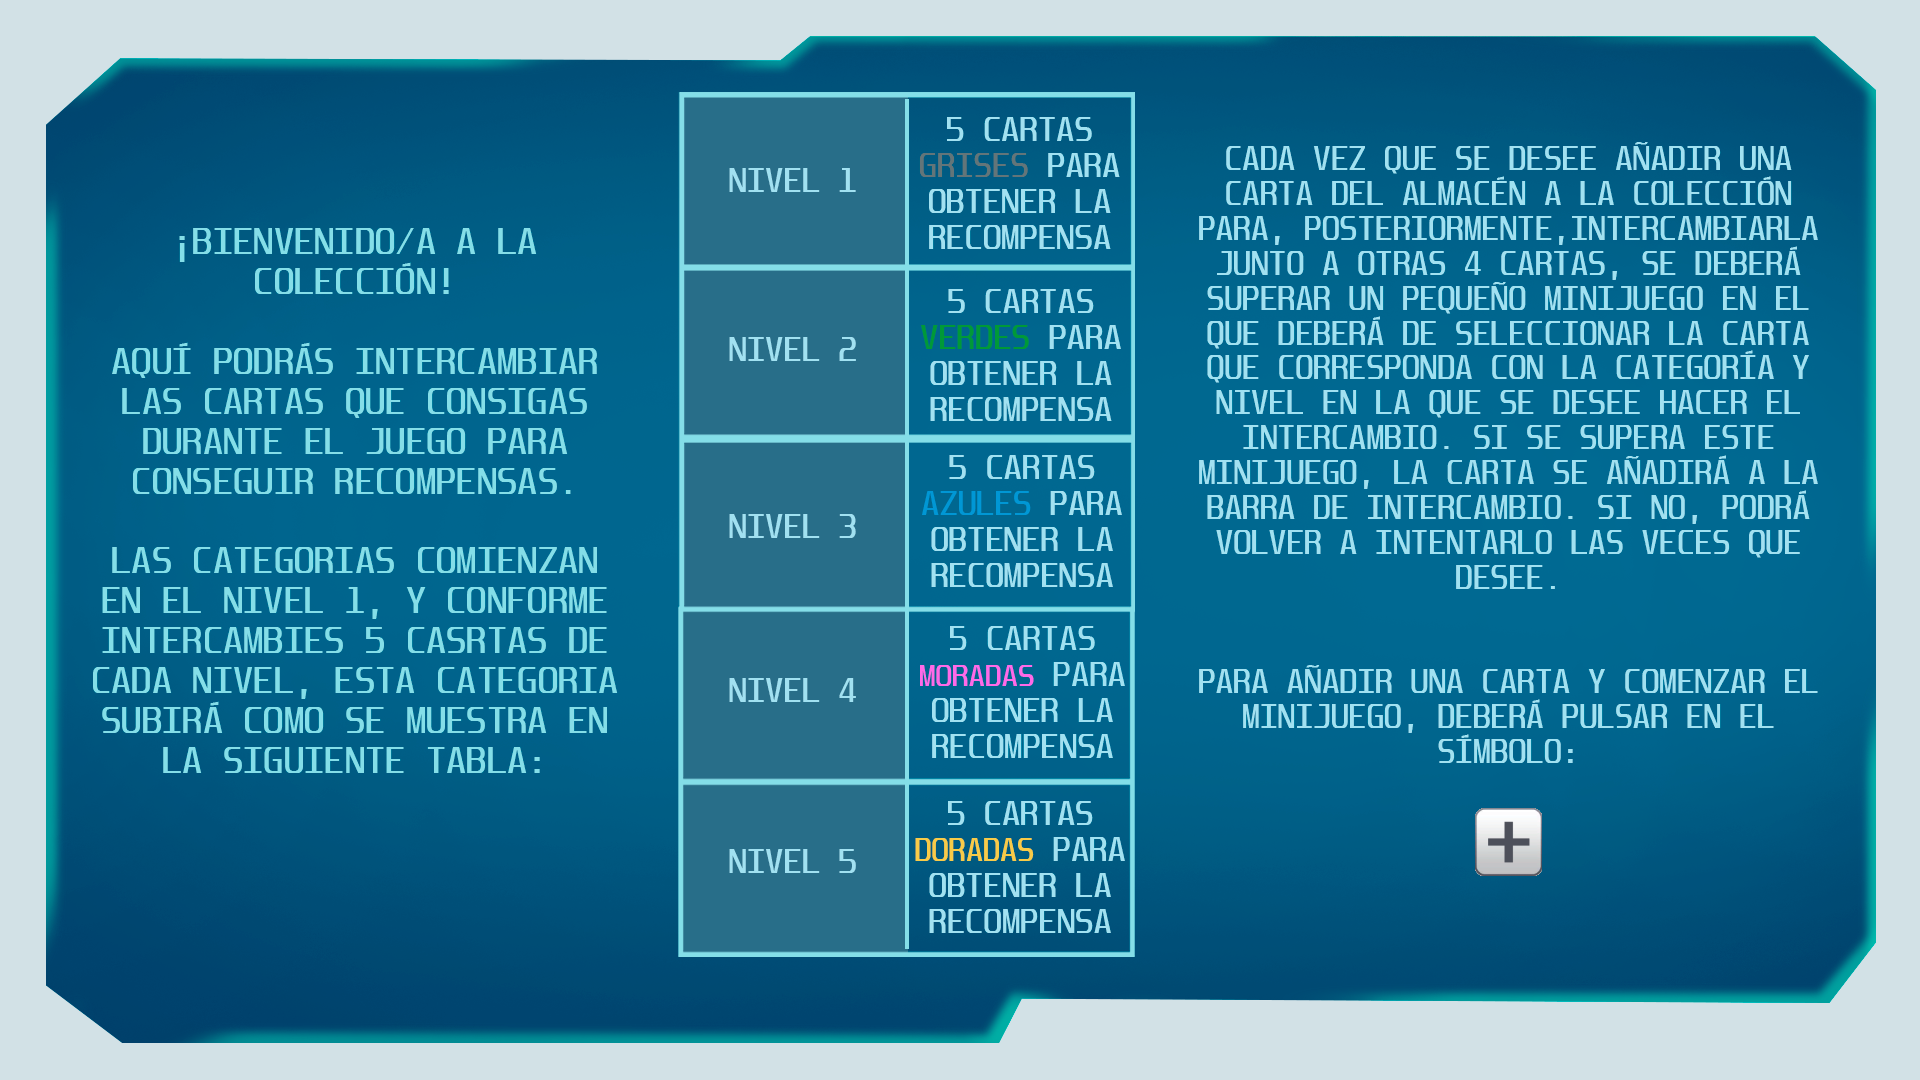 ¡BIENVENIDO/A A LA
COLECCIÓN!
AQUÍ PODRÁS INTERCAMBIAR
LAS CARTAS QUE CONSIGAS
DURANTE EL JUEGO PARA
CONSEGUIR RECOMPENSAS.
LAS CATEGORIAS COMIENZAN
EN EL NIVEL 1, Y CONFORME
INTERCAMBIES 5 CASRTAS DE
CADA NIVEL, ESTA CATEGORIA
SUBIRÁ COMO SE MUESTRA EN
LA SIGUIENTE TABLA:
NIVEL 1
5 CARTAS
GRISES PARA
OBTENER LA
RECOMPENSA
NIVEL 2
5 CARTAS
VERDES PARA
OBTENER LA
RECOMPENSA
NIVEL 3
5 CARTAS
AZULES PARA
OBTENER LA
RECOMPENSA
NIVEL 4
5 CARTAS
MORADAS PARA
OBTENER LA
RECOMPENSA
NIVEL 5
5 CARTAS
DORADAS PARA
OBTENER LA
RECOMPENSA
CADA VEZ QUE SE DESEE AÑADIR UNA
CARTA DEL ALMACÉN A LA COLECCIÓN
PARA, POSTERIORMENTE,INTERCAMBIARLA
JUNTO A OTRAS 4 CARTAS, SE DEBERÁ
SUPERAR UN PEQUEÑO MINIJUEGO EN EL
QUE DEBERÁ DE SELECCIONAR LA CARTA
QUE CORRESPONDA CON LA CATEGORÍA Y
NIVEL EN LA QUE SE DESEE HACER EL
INTERCAMBIO. SI SE SUPERA ESTE
MINIJUEGO, LA CARTA SE AÑADIRÁ A LA
BARRA DE INTERCAMBIO. SI NO, PODRÁ
VOLVER A INTENTARLO LAS VECES QUE
DESEE.
PARA AÑADIR UNA CARTA Y COMENZAR EL
MINIJUEGO, DEBERÁ PULSAR EN EL
SÍMBOLO:
+